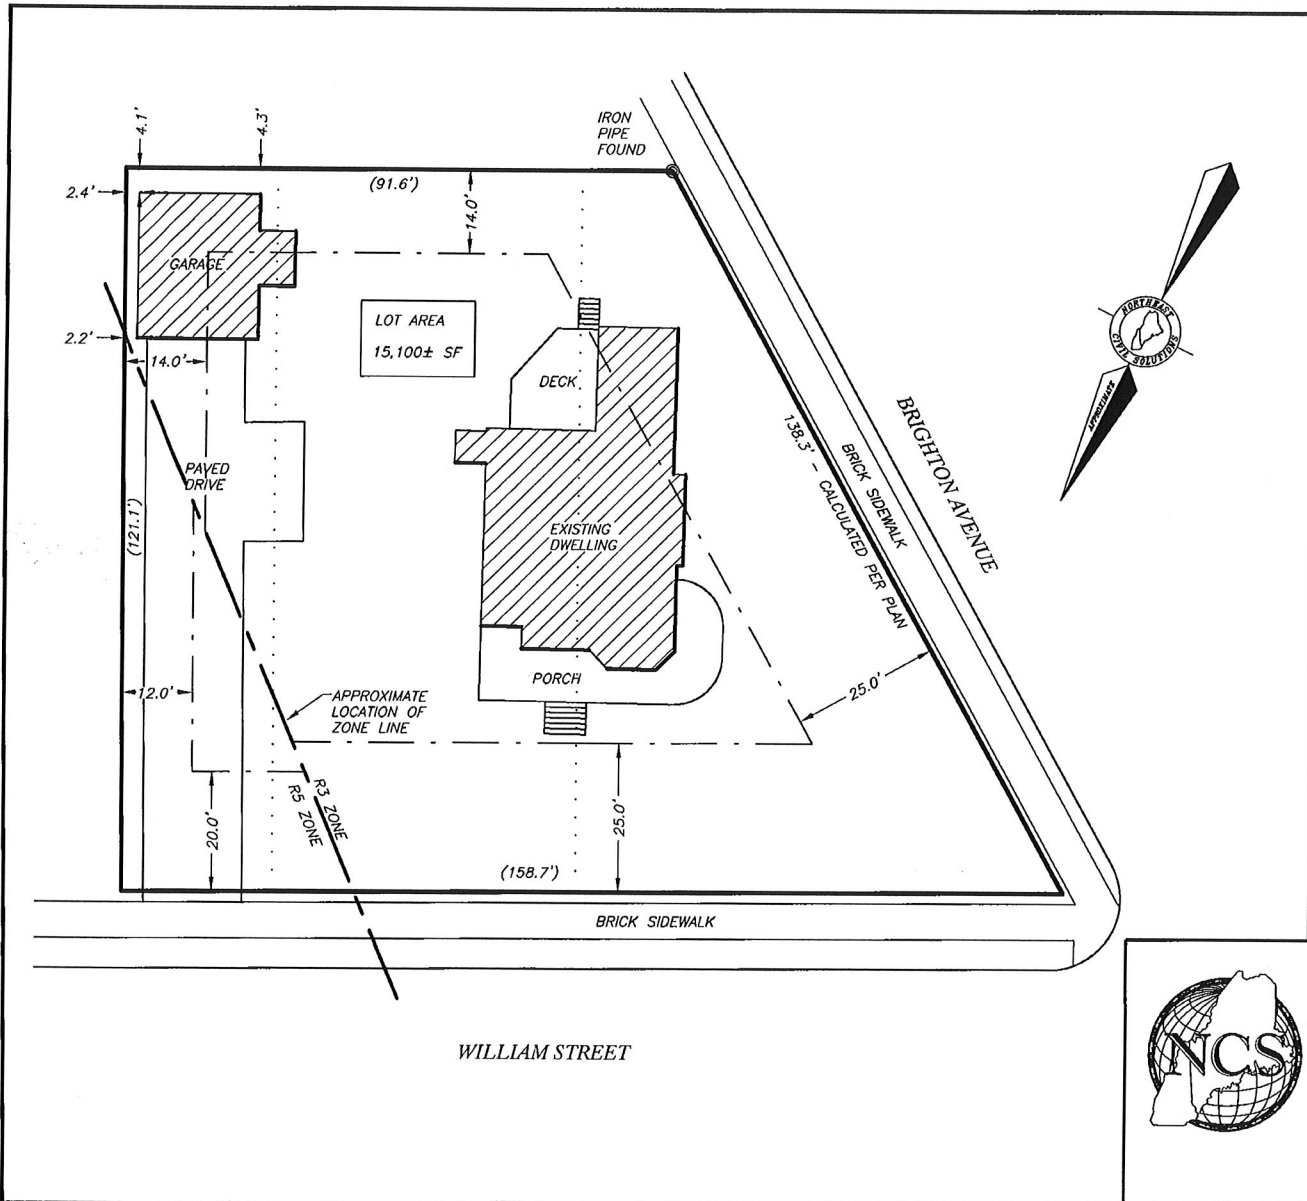 4.1'
4.3'
IRON
PIPE
FOUND
2.4'
(91.6')
14.0'
GARAGE
LOT AREA
15,100± SF
2.2'
14.0'
NORTHEAST
CIVIL SOLUTIONS
APPROXIMATE
DECK
BRIGHTON AVENUE
BRICK SIDEWALK
138.3' - CALCULATED PER PLAN
PAVED
DRIVE
(121.1')
EXISTING
DWELLING
PORCH
12.0'
APPROXIMATE
LOCATION OF
ZONE LINE
25.0'
R3 ZONE
R5 ZONE
20.0'
25.0'
(158.7')
BRICK SIDEWALK
WILLIAM STREET
NCS